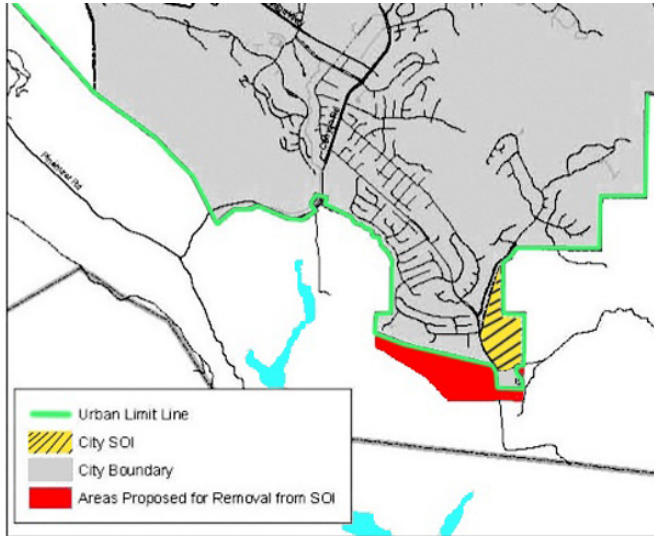 Urban Limit Line
City SOI
City Boundary
Areas Proposed for Removal from SOI